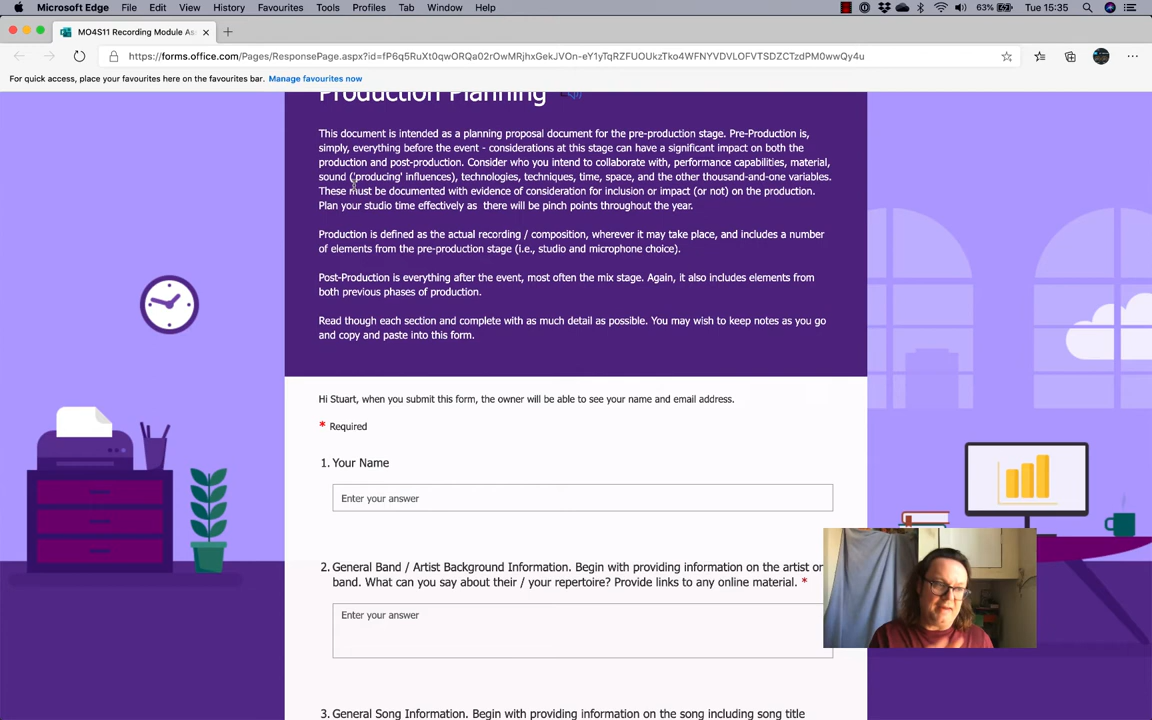 Microsoft Edge File Edit View History Favourites Tools Profiles Tab Window Help 63% Tue 15:35
MO4S11 Recording Module As
https://forms.office.com/Pages/ResponsePage.aspx?id=fP6q5RuXt0qwORQa02rOwMRjhxGekJVOn-eY1yTqRZFUOUkzTko4WFNYVDVLOFVTSDZCTzdPM0wwQy4u
For quick access, place your favourites here on the favourites bar. Manage favourites now
Production Planning
This document is intended as a planning proposal document for the pre-production stage. Pre-Production is,
simply, everything before the event - considerations at this stage can have a significant impact on both the
production and post-production. Consider who you intend to collaborate with, performance capabilities, material,
sound ('producing' influences), technologies, techniques, time, space, and the other thousand-and-one variables.
These must be documented with evidence of consideration for inclusion or impact (or not) on the production.
Plan your studio time effectively as there will be pinch points throughout the year.
Production is defined as the actual recording / composition, wherever it may take place, and includes a number
of elements from the pre-production stage (i.e., studio and microphone choice).
Post-Production is everything after the event, most often the mix stage. Again, it also includes elements from
both previous phases of production.
Read though each section and complete with as much detail as possible. You may wish to keep notes as you go
and copy and paste into this form.
Hi Stuart, when you submit this form, the owner will be able to see your name and email address.
* Required
1. Your Name
Enter your answer
2. General Band / Artist Background Information. Begin with providing information on the artist or
band. What can you say about their / your repertoire? Provide links to any online material. *
Enter your answer
3. General Song Information. Begin with providing information on the song including song title